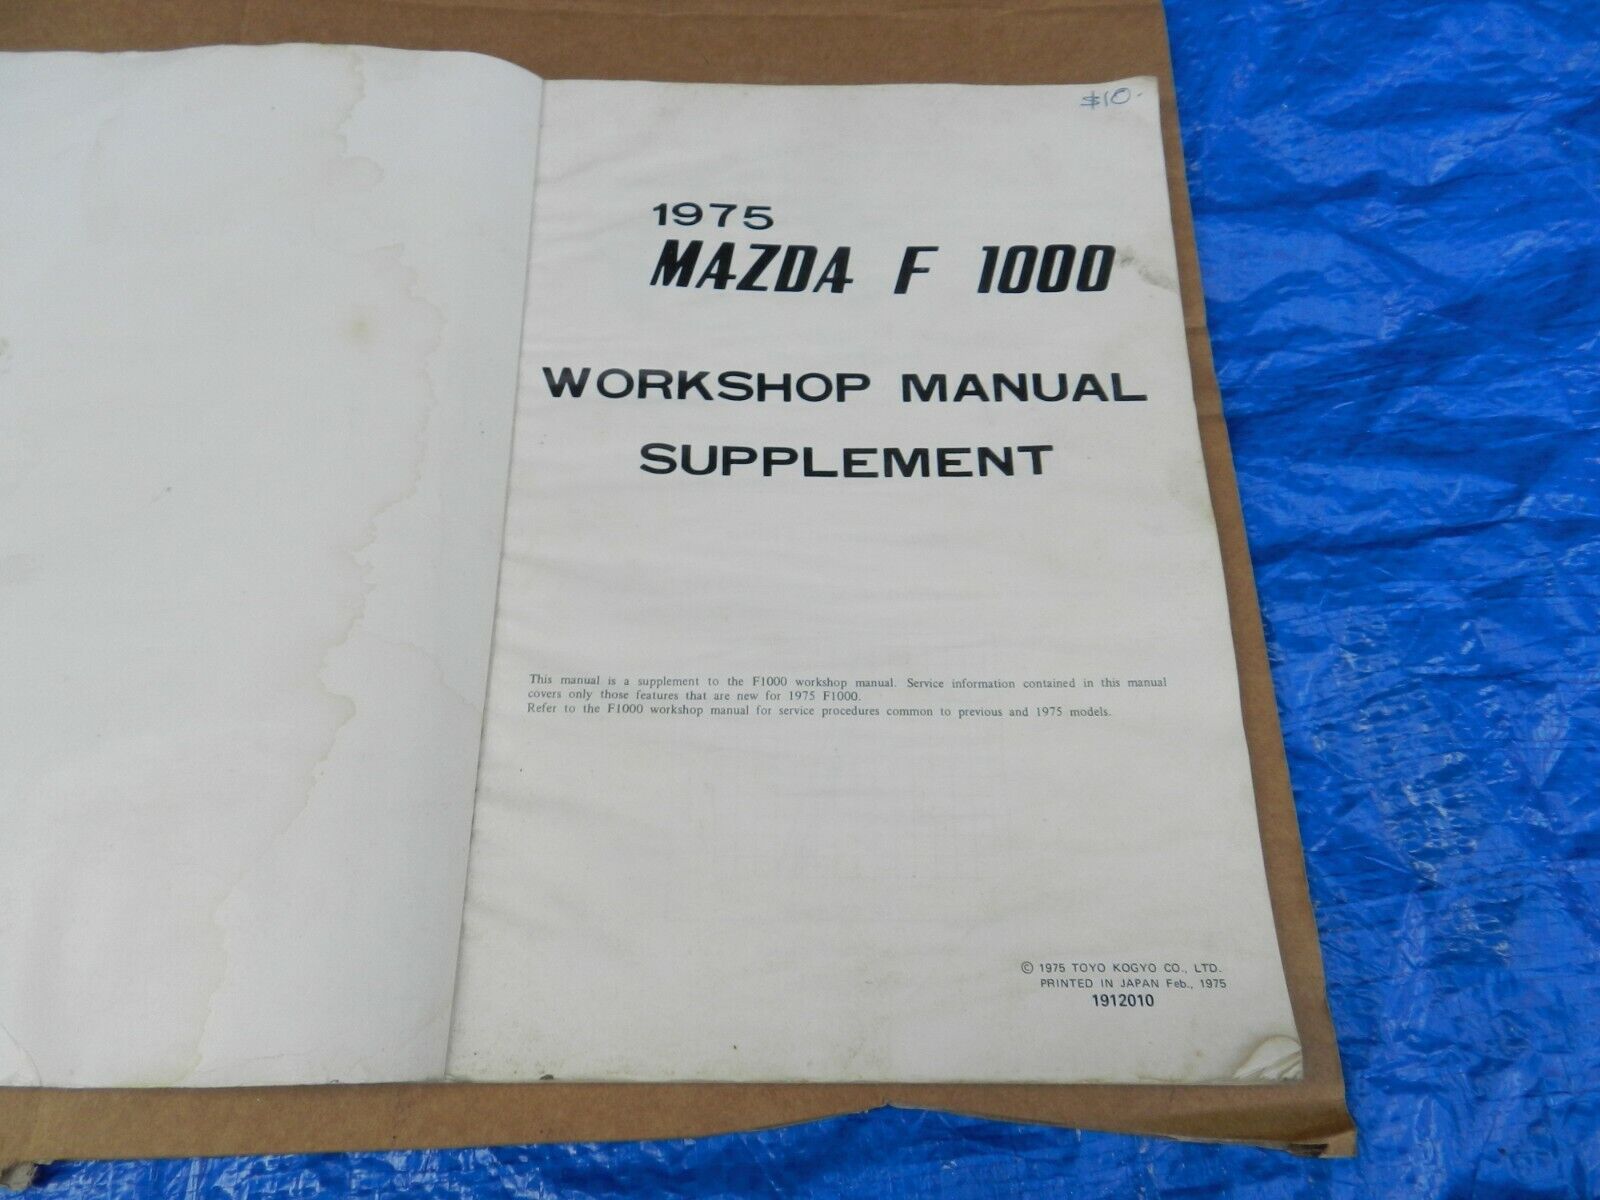 $10.
1975
MAZDA F 1000
WORKSHOP MANUAL
SUPPLEMENT
This manual is a supplement to the F1000 workshop manual. Service information contained in this manual
covers only those features that are new for 1975 F1000.
Refer to the F1000 workshop manual for service procedures common to previous and 1975 models.
© 1975 TOYO KOGYO CO., LTD.
PRINTED IN JAPAN Feb., 1975
1912010